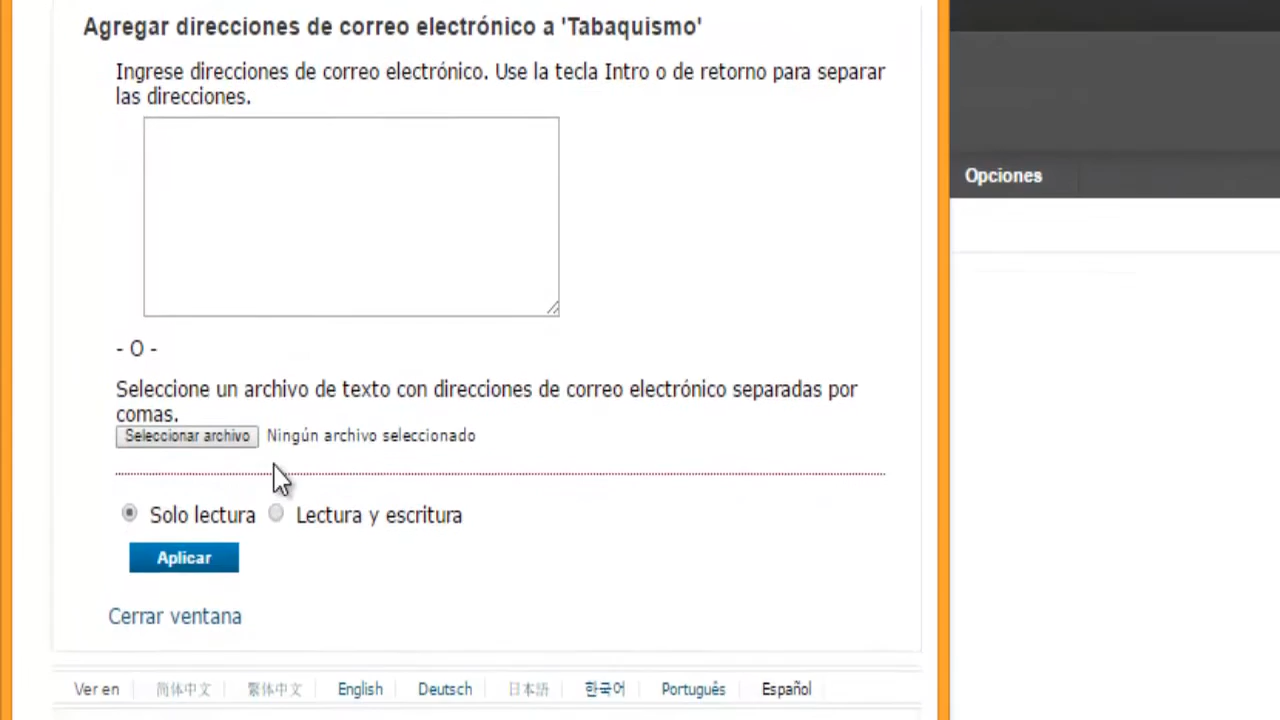 Agregar direcciones de correo electrónico a 'Tabaquismo'
Ingrese direcciones de correo electrónico. Use la tecla Intro o de retorno para separar
las direcciones.
Opciones
- O -
Seleccione un archivo de texto con direcciones de correo electrónico separadas por
comas.
Seleccionar archivo Ningún archivo seleccionado
Solo lectura Lectura y escritura
Aplicar
Cerrar ventana
Ver en 简体中文 繁体中文 English Deutsch 日本語 한국어 Português Español